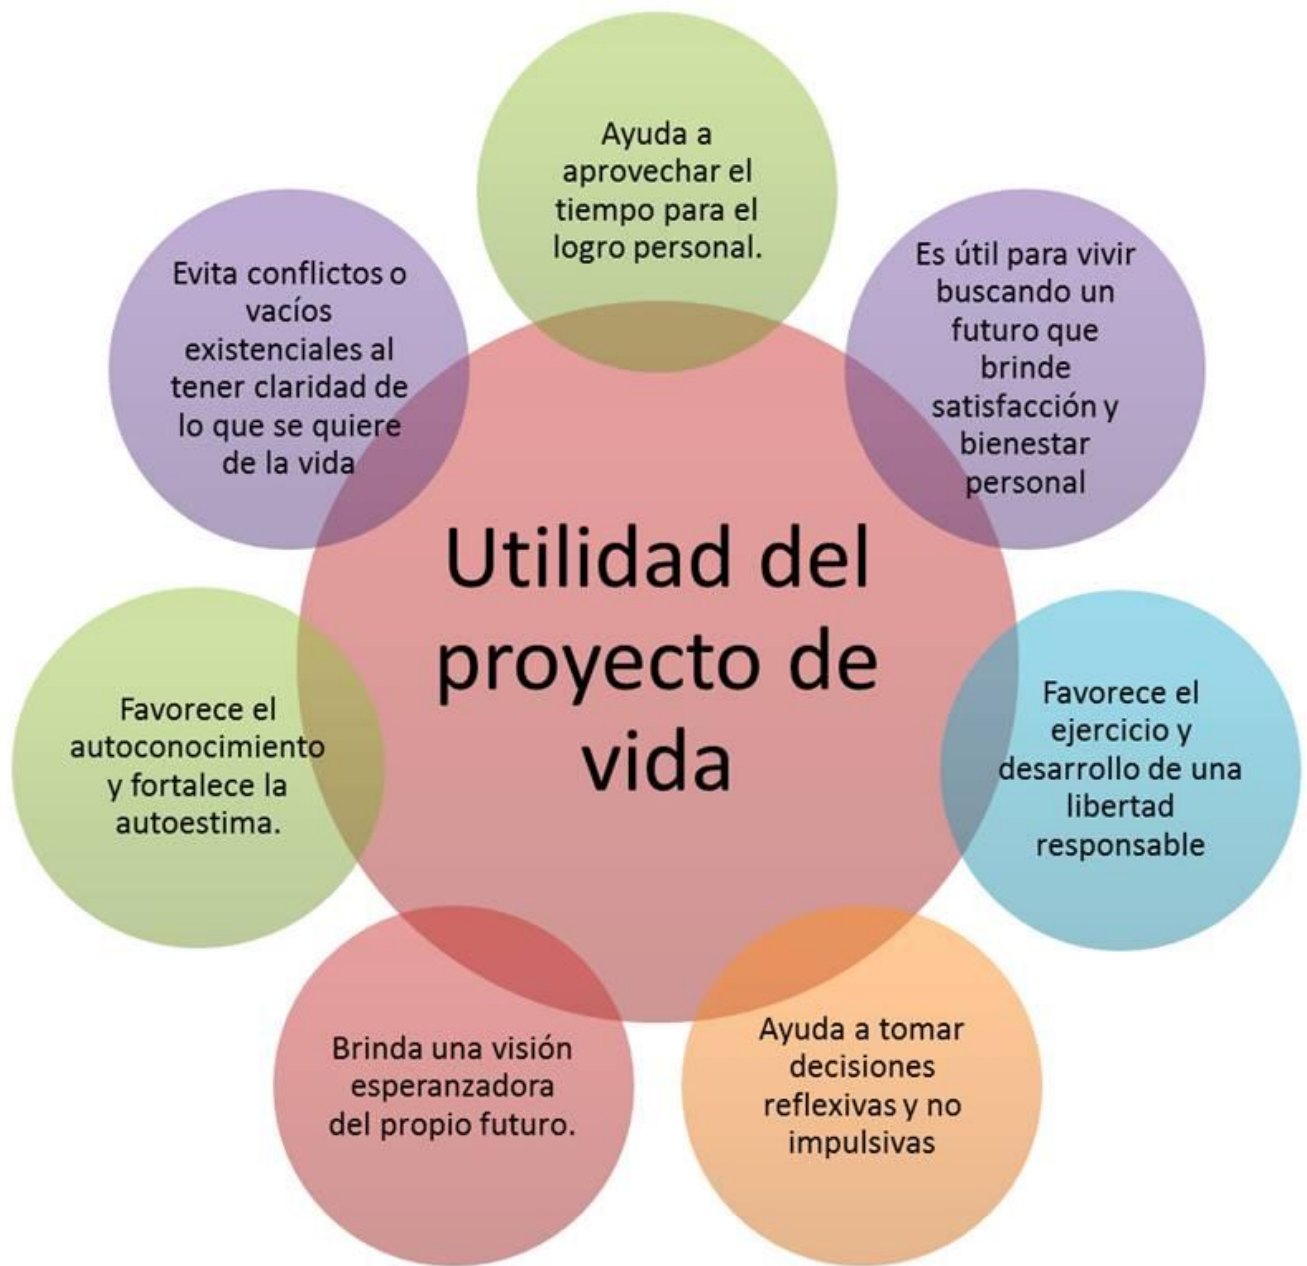 Ayuda a
aprovechar el
tiempo para el
logro personal.
Es útil para vivir
buscando un
futuro que
brinde
satisfacción y
bienestar
personal
Favorece el
ejercicio y
desarrollo de una
libertad
responsable
Ayuda a tomar
decisiones
reflexivas y no
impulsivas
Brinda una visión
esperanzadora
del propio futuro.
Favorece el
autoconocimiento
y fortalece la
autoestima.
Evita conflictos o
vacíos
existenciales al
tener claridad de
lo que se quiere
de la vida
Utilidad del
proyecto de
vida